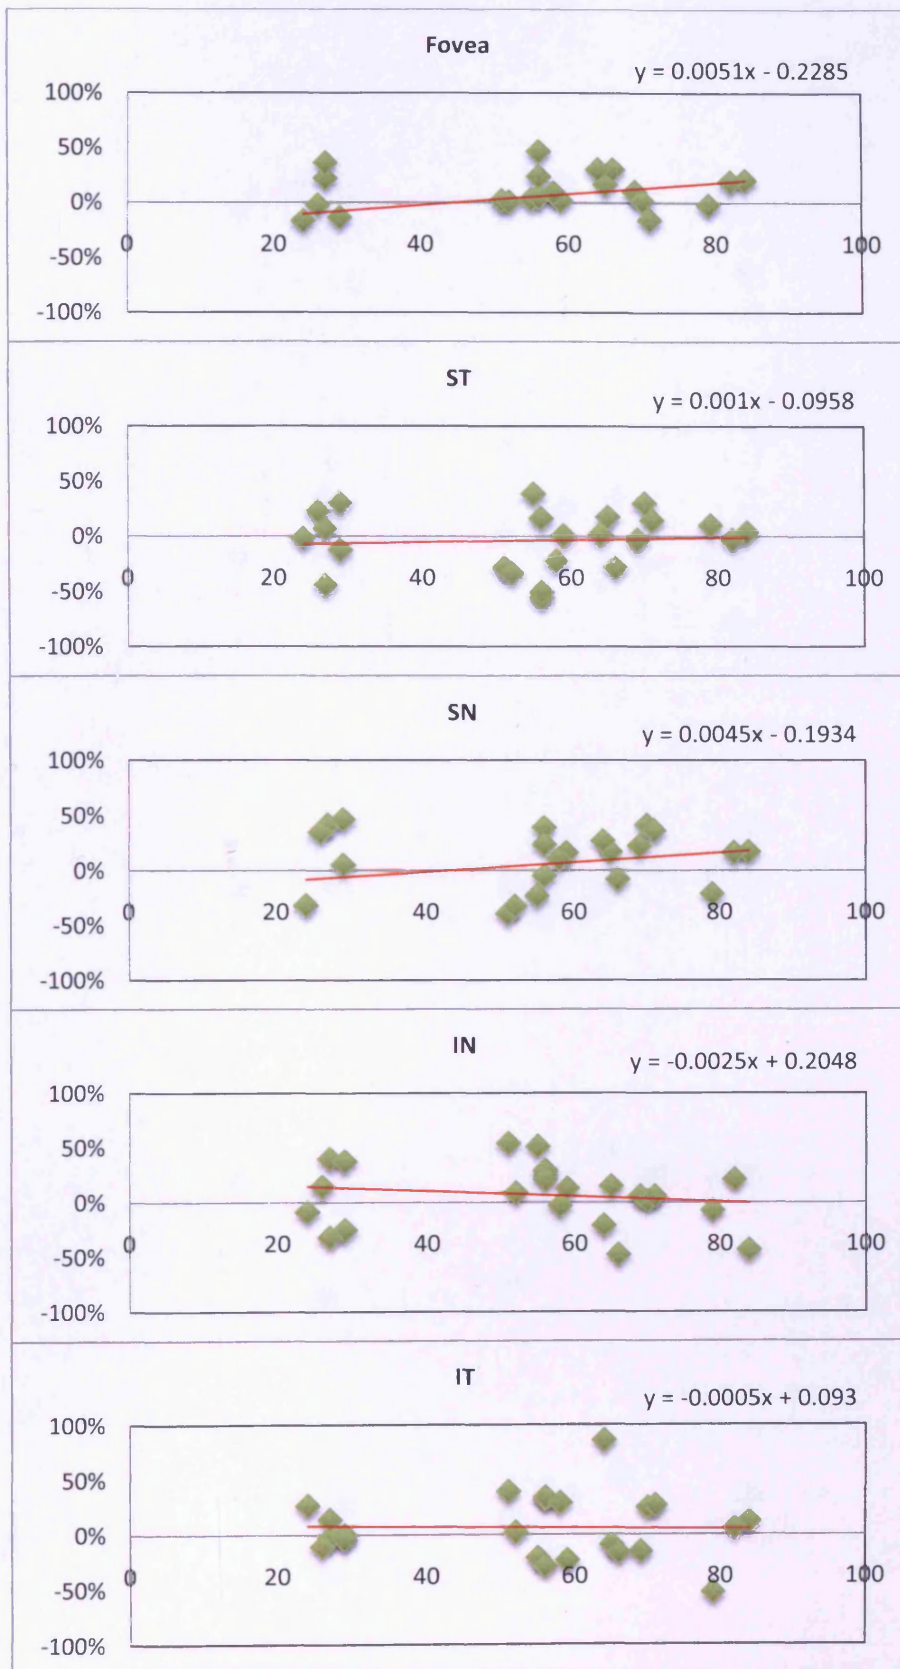 Fovea
y = 0.0051x - 0.2285
100%
50%
0%
0 20 40 60 80 100
-50%
-100%
ST
y = 0.001x - 0.0958
100%
50%
0%
0 20 40 60 80 100
-50%
-100%
SN
y = 0.0045x - 0.1934
100%
50%
0%
0 20 40 60 80 100
-50%
-100%
IN
y = -0.0025x + 0.2048
100%
50%
0%
0 20 40 60 80 100
-50%
-100%
IT
y = -0.0005x + 0.093
100%
50%
0%
0 20 40 60 80 100
-50%
-100%